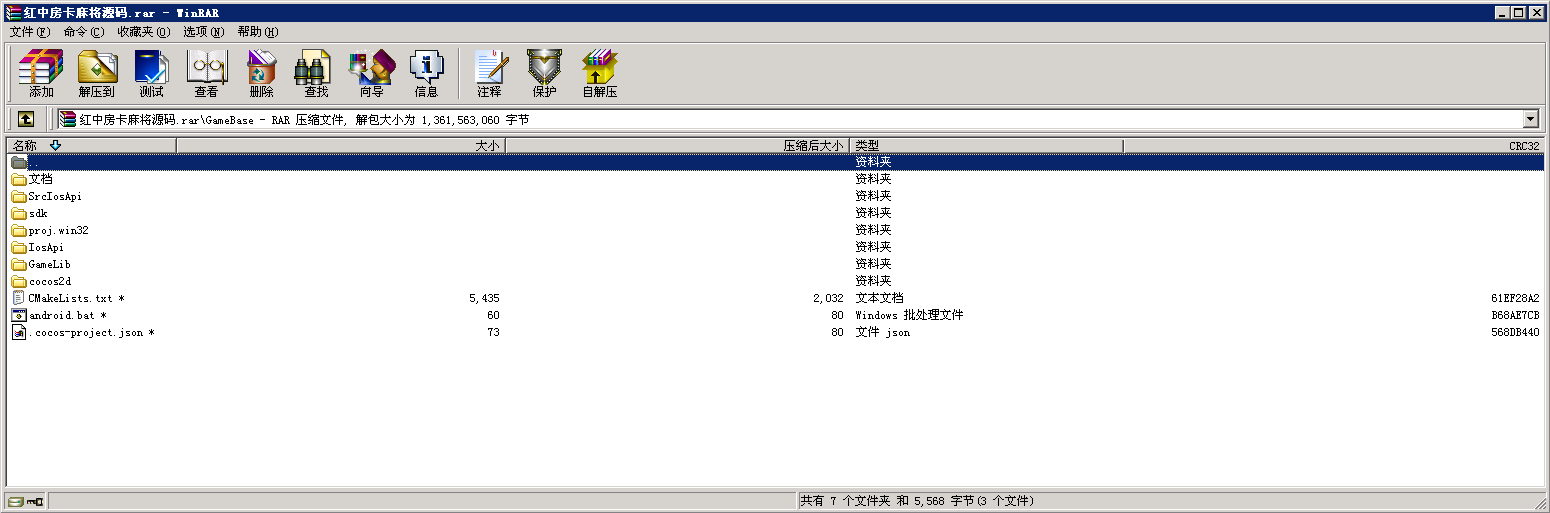 红中房卡麻将源码.rar - WinRAR
文件(F) 命令(C) 收藏夹(O) 选项(N) 帮助(H)
添加 解压到 测试 查看 删除 查找 向导 信息 注释 保护 自解压
红中房卡麻将源码.rar\GameBase - RAR 压缩文件, 解包大小为 1,361,563,060 字节
名称 大小 压缩后大小 类型 CRC32
.. 资料夹
文档 资料夹
SrcIosApi 资料夹
sdk 资料夹
proj.win32 资料夹
IosApi 资料夹
GameLib 资料夹
cocos2d 资料夹
CMakeLists.txt * 5,435 2,032 文本文档 61EF28A2
android.bat * 60 80 Windows 批处理文件 B68AE7CB
.cocos-project.json * 73 80 文件 json 568DB440
共有 7 个文件夹 和 5,568 字节(3 个文件)